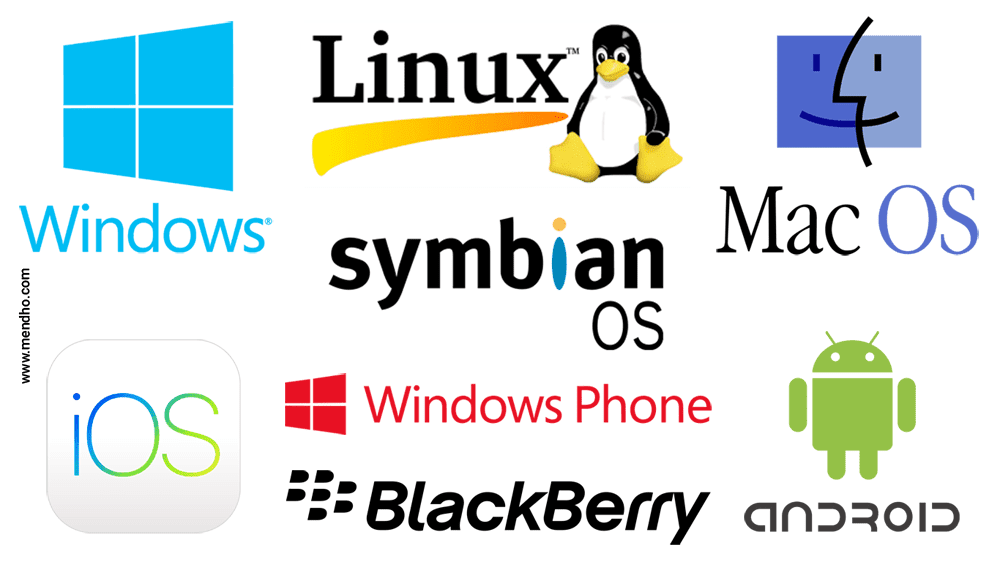 Linux™
Windows®
Mac OS
symbian
OS
www.mendho.com
iOS
Windows Phone
BlackBerry
ANDROID